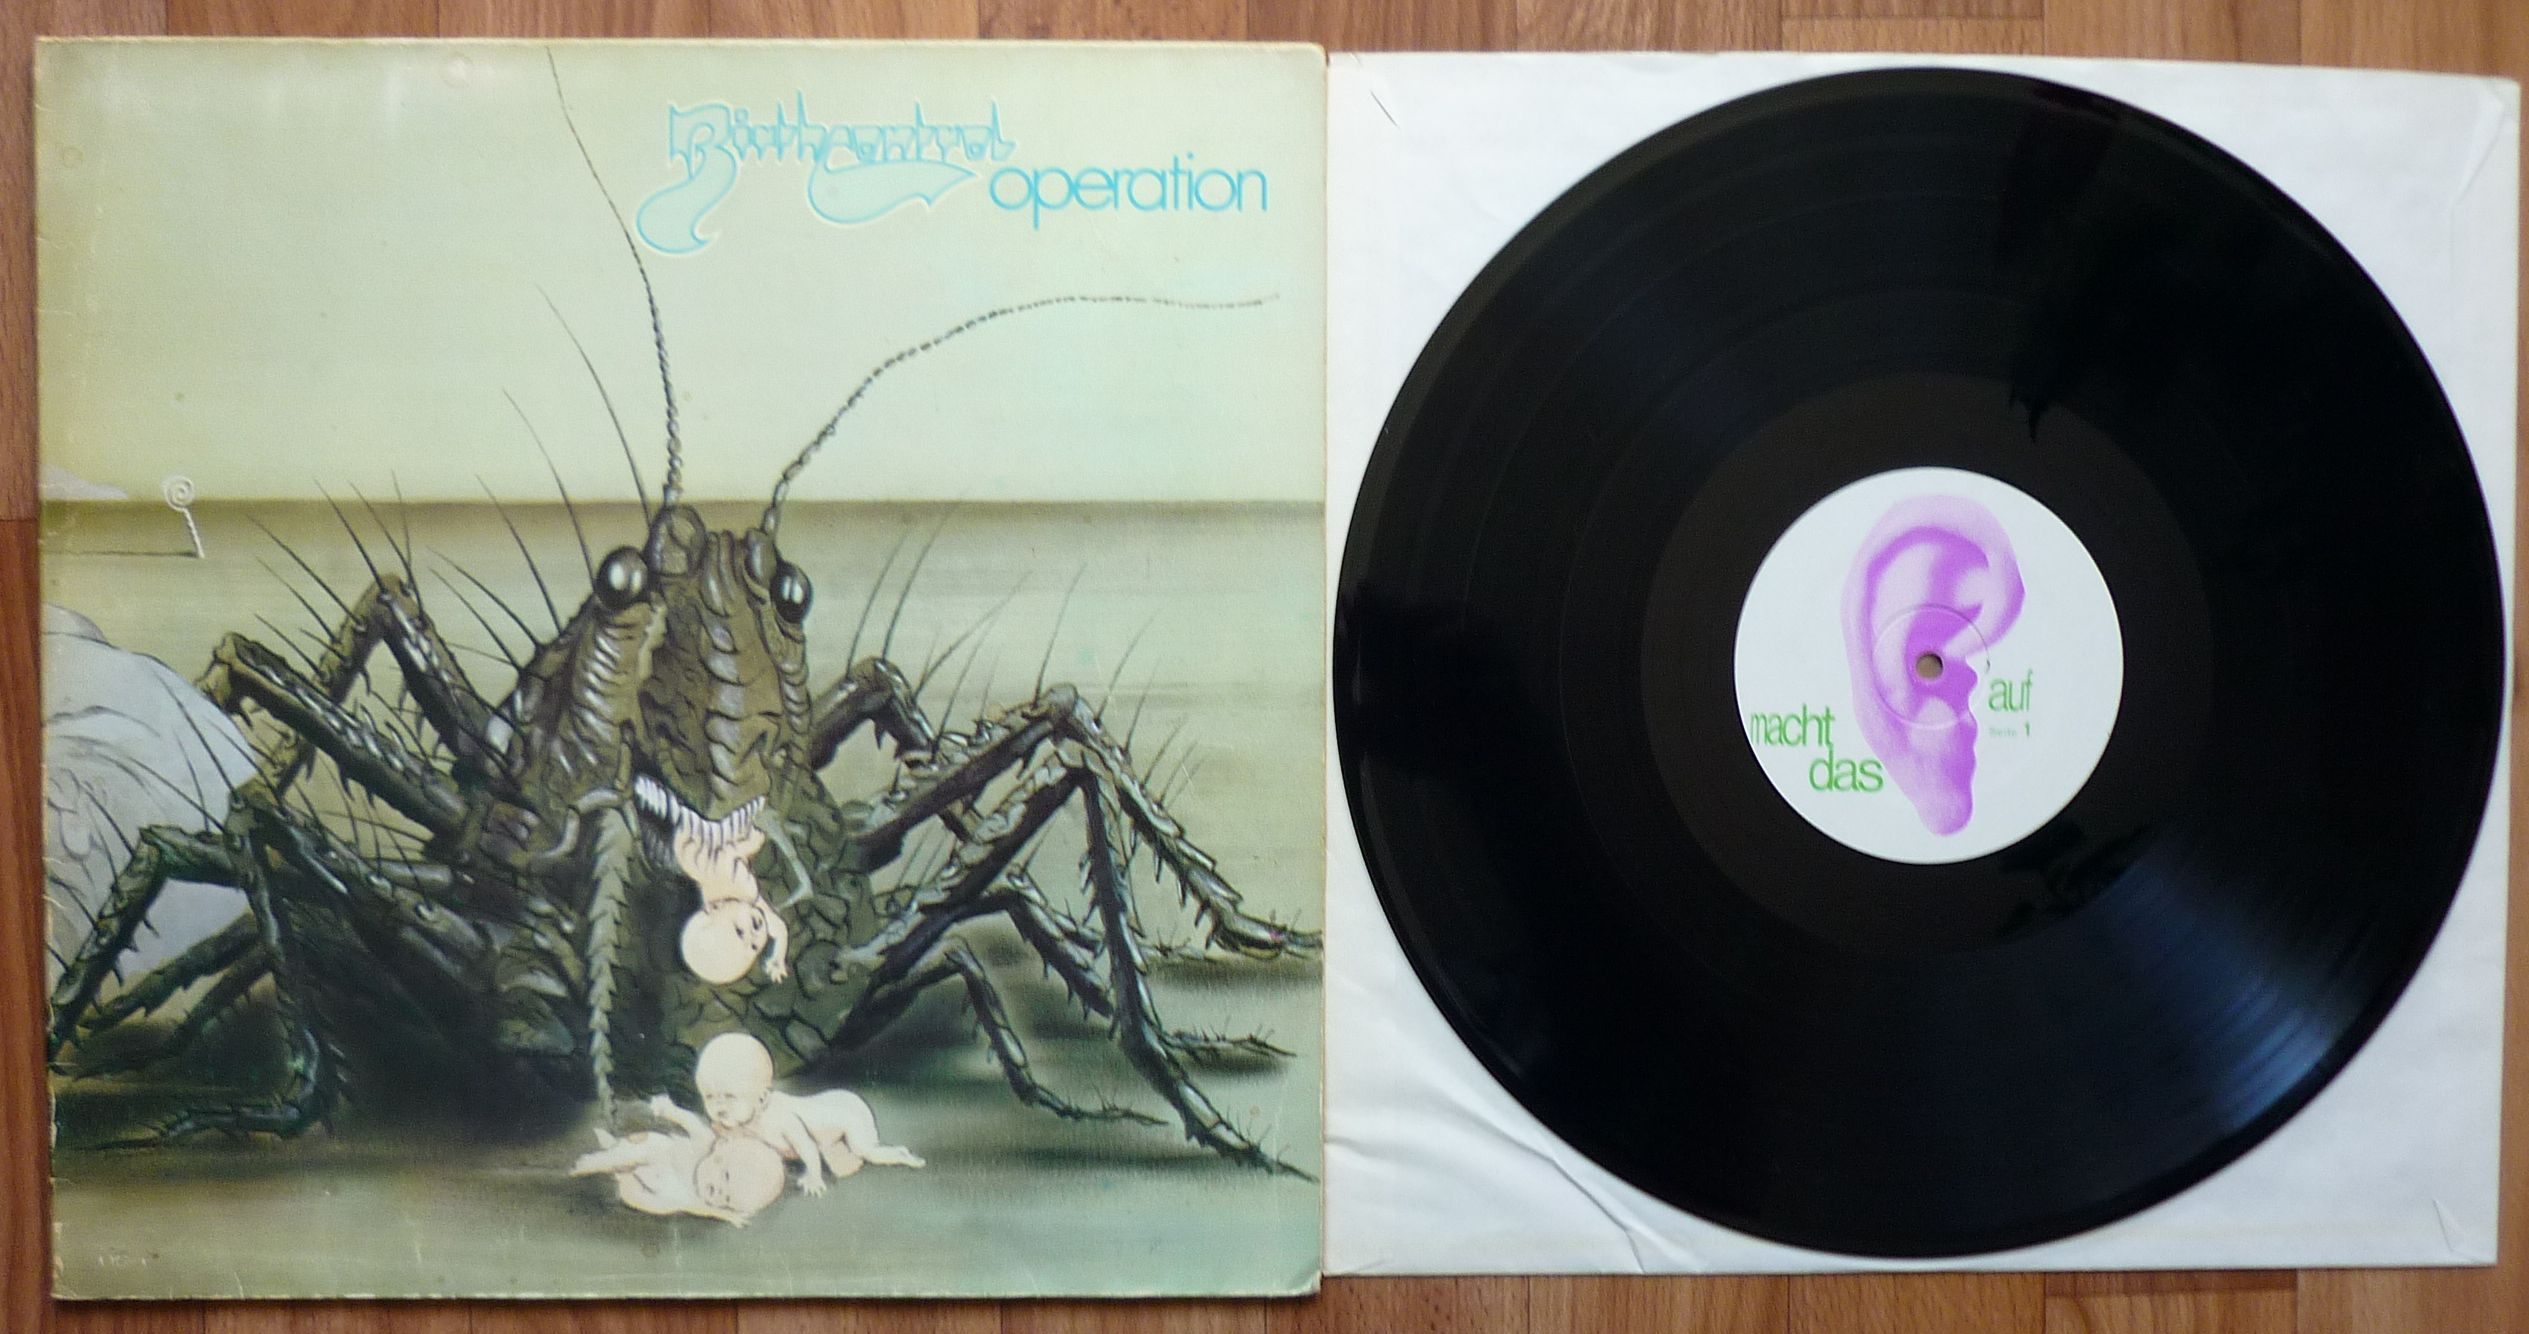 Birthcontrol
operation
macht
das
auf
Seite 1